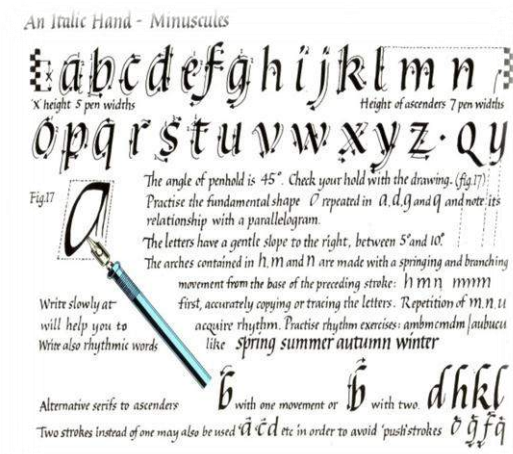 An Italic Hand - Minuscules
a b c d e f g h i j k l m n
'X' height 5 pen widths Height of ascenders 7 pen widths
o p q r s t u v w x y z · q y
The angle of penhold is 45°. Check your hold with the drawing. (fig.17)
Fig.17 Practise the fundamental shape o repeated in a, d, g and q and note its
relationship with a parallelogram.
The letters have a gentle slope to the right, between 5° and 10°
The arches contained in h, m and n are made with a springing and branching
movement from the base of the preceding stroke: h m n mmm
Write slowly at first, accurately copying or tracing the letters. Repetition of m, n, u
will help you to acquire rhythm. Practise rhythm exercises: ambmcmdm | aubucu
Write also rhythmic words like spring summer autumn winter
Alternative serifs to ascenders b with one movement or b with two. d h k l
Two strokes instead of one may also be used 'a c d etc in order to avoid 'push' strokes o g f q